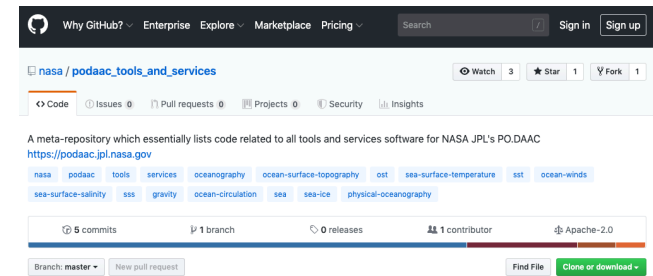 Why GitHub? Enterprise Explore Marketplace Pricing Search / Sign in Sign up
nasa / podaac_tools_and_services Watch 3 Star 1 Fork 1
Code Issues 0 Pull requests 0 Projects 0 Security Insights
A meta-repository which essentially lists code related to all tools and services software for NASA JPL's PO.DAAC
https://podaac.jpl.nasa.gov
nasa podaac tools services oceanography ocean-surface-topography ost sea-surface-temperature sst ocean-winds
sea-surface-salinity sss gravity ocean-circulation sea sea-ice physical-oceanography
5 commits 1 branch 0 releases 1 contributor Apache-2.0
Branch: master New pull request Find File Clone or download